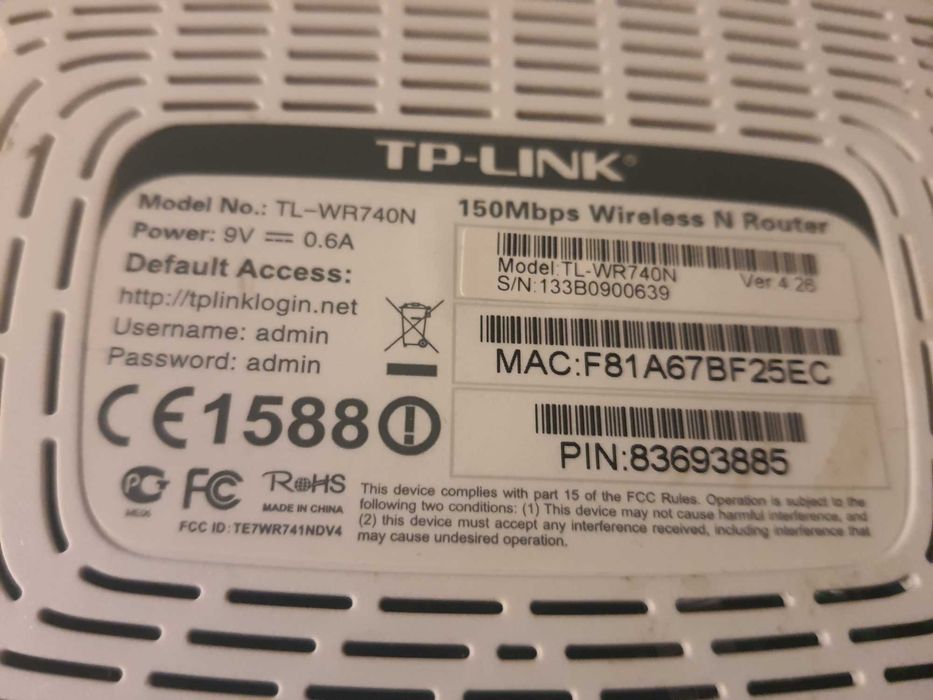 TP-LINK®
Model No.: TL-WR740N
Power: 9V 0.6A
Default Access:
http://tplinklogin.net
Username: admin
Password: admin
CE1588
PG
FC
RoHS
MADE IN CHINA
FCC ID: TE7WR741NDV4
150Mbps Wireless N Router
Model:TL-WR740N Ver:4.26
S/N:133B0900639
MAC:F81A67BF25EC
PIN:83693885
This device complies with part 15 of the FCC Rules. Operation is subject to the
following two conditions: (1) This device may not cause harmful interference, and
(2) this device must accept any interference received, including interference that
may cause undesired operation.